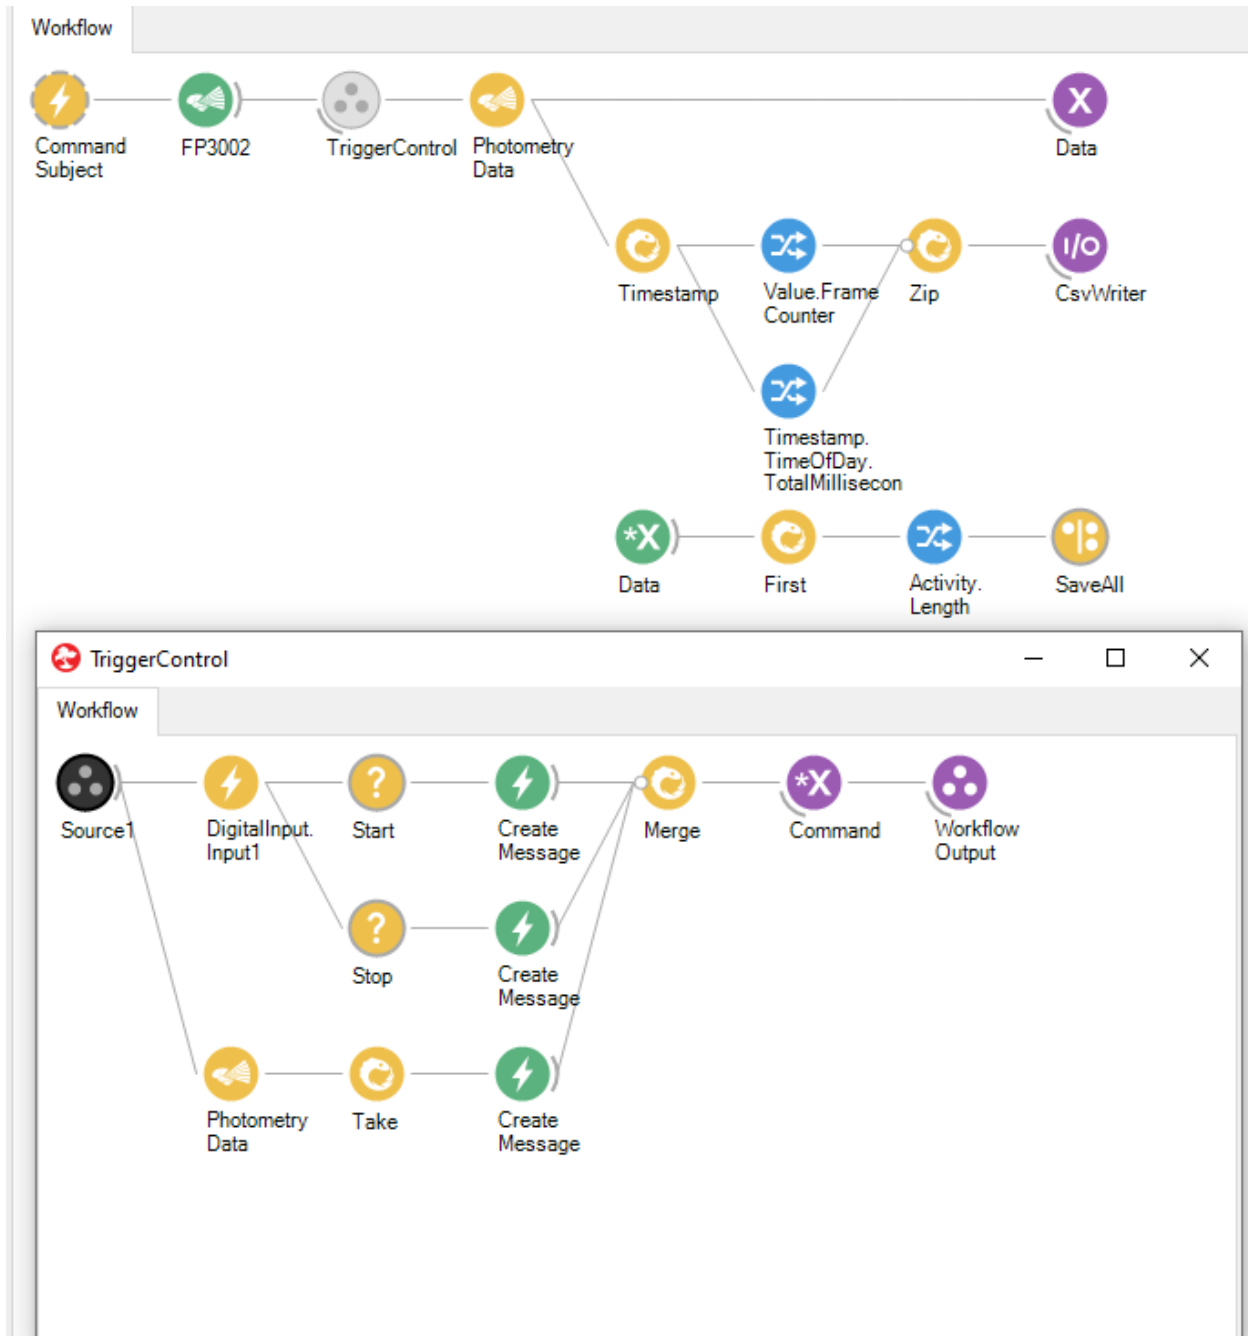 Workflow
Command
Subject
FP3002
TriggerControl
Photometry
Data
X
Data
Timestamp
Value.Frame
Counter
Zip
I/O
CsvWriter
Timestamp.
TimeOfDay.
TotalMillisecon
*X
Data
First
Activity.
Length
SaveAll
TriggerControl
Workflow
Source1
DigitalInput.
Input1
?
Start
Create
Message
Merge
*X
Command
Workflow
Output
?
Stop
Create
Message
Photometry
Data
Take
Create
Message